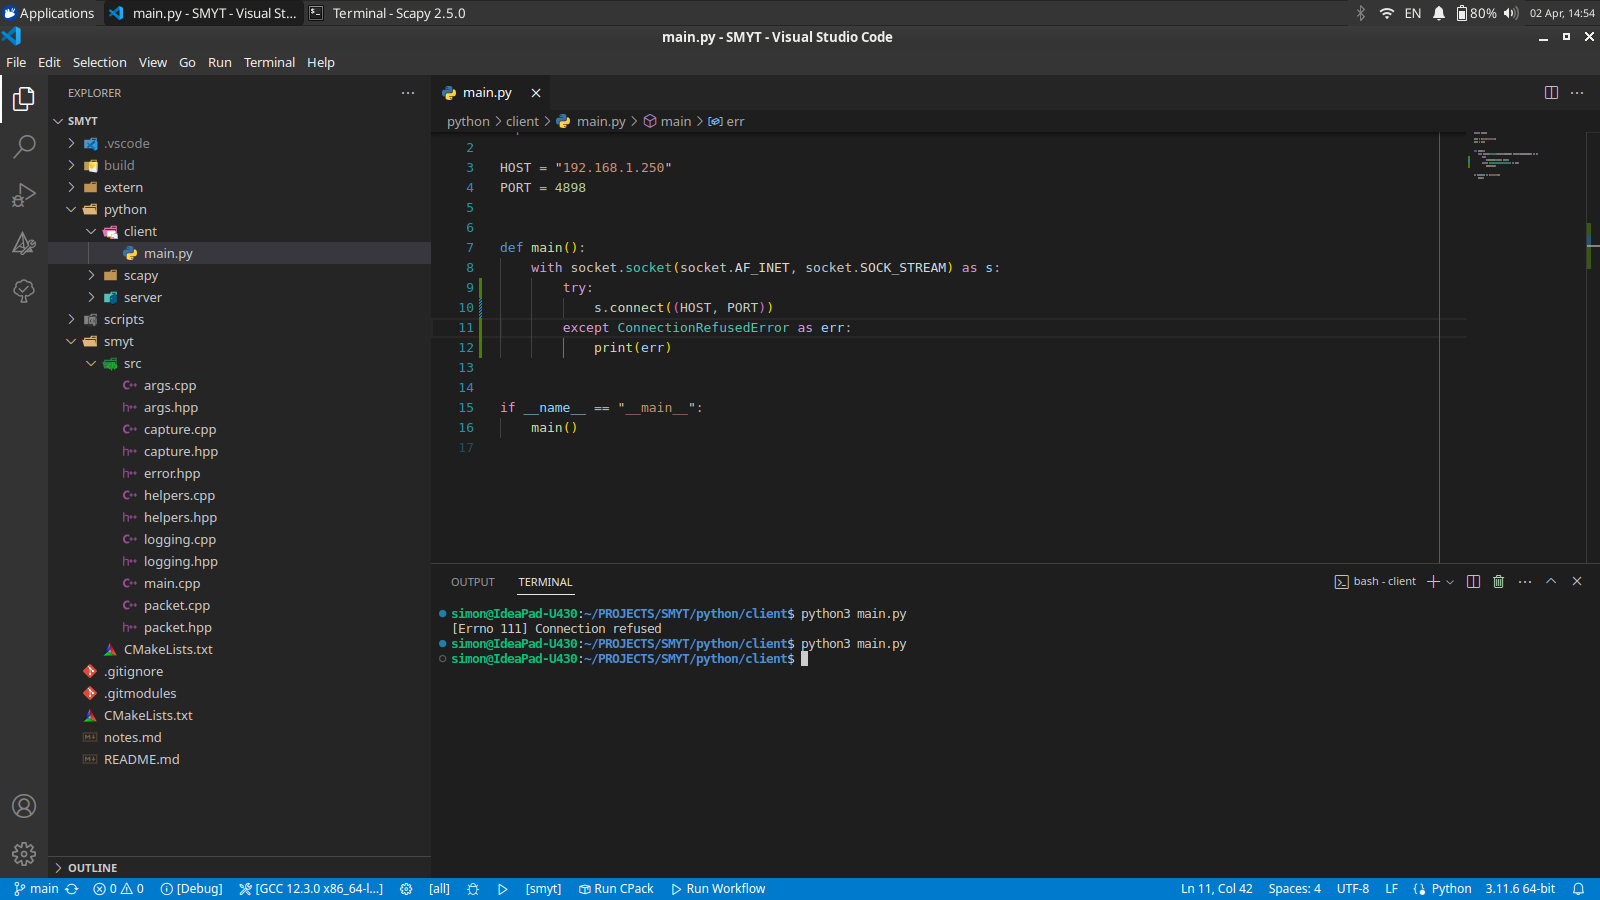 Applications
main.py - SMYT - Visual St...
Terminal - Scapy 2.5.0
EN
80%
02 Apr, 14:54
main.py - SMYT - Visual Studio Code
File Edit Selection View Go Run Terminal Help
EXPLORER
SMYT
.vscode
build
extern
python
client
main.py
scapy
server
scripts
smyt
src
args.cpp
args.hpp
capture.cpp
capture.hpp
error.hpp
helpers.cpp
helpers.hpp
logging.cpp
logging.hpp
main.cpp
packet.cpp
packet.hpp
CMakeLists.txt
.gitignore
.gitmodules
CMakeLists.txt
notes.md
README.md
OUTLINE
main.py
python > client > main.py > main > err
2
3 HOST = "192.168.1.250"
4 PORT = 4898
5
6
7 def main():
8 with socket.socket(socket.AF_INET, socket.SOCK_STREAM) as s:
9 try:
10 s.connect((HOST, PORT))
11 except ConnectionRefusedError as err:
12 print(err)
13
14
15 if __name__ == "__main__":
16 main()
17
OUTPUT TERMINAL
bash - client
simon@IdeaPad-U430:~/PROJECTS/SMYT/python/client$ python3 main.py
[Errno 111] Connection refused
simon@IdeaPad-U430:~/PROJECTS/SMYT/python/client$ python3 main.py
simon@IdeaPad-U430:~/PROJECTS/SMYT/python/client$
main 0 0 [Debug] [GCC 12.3.0 x86_64-l...] [all] [smyt] Run CPack Run Workflow Ln 11, Col 42 Spaces: 4 UTF-8 LF Python 3.11.6 64-bit